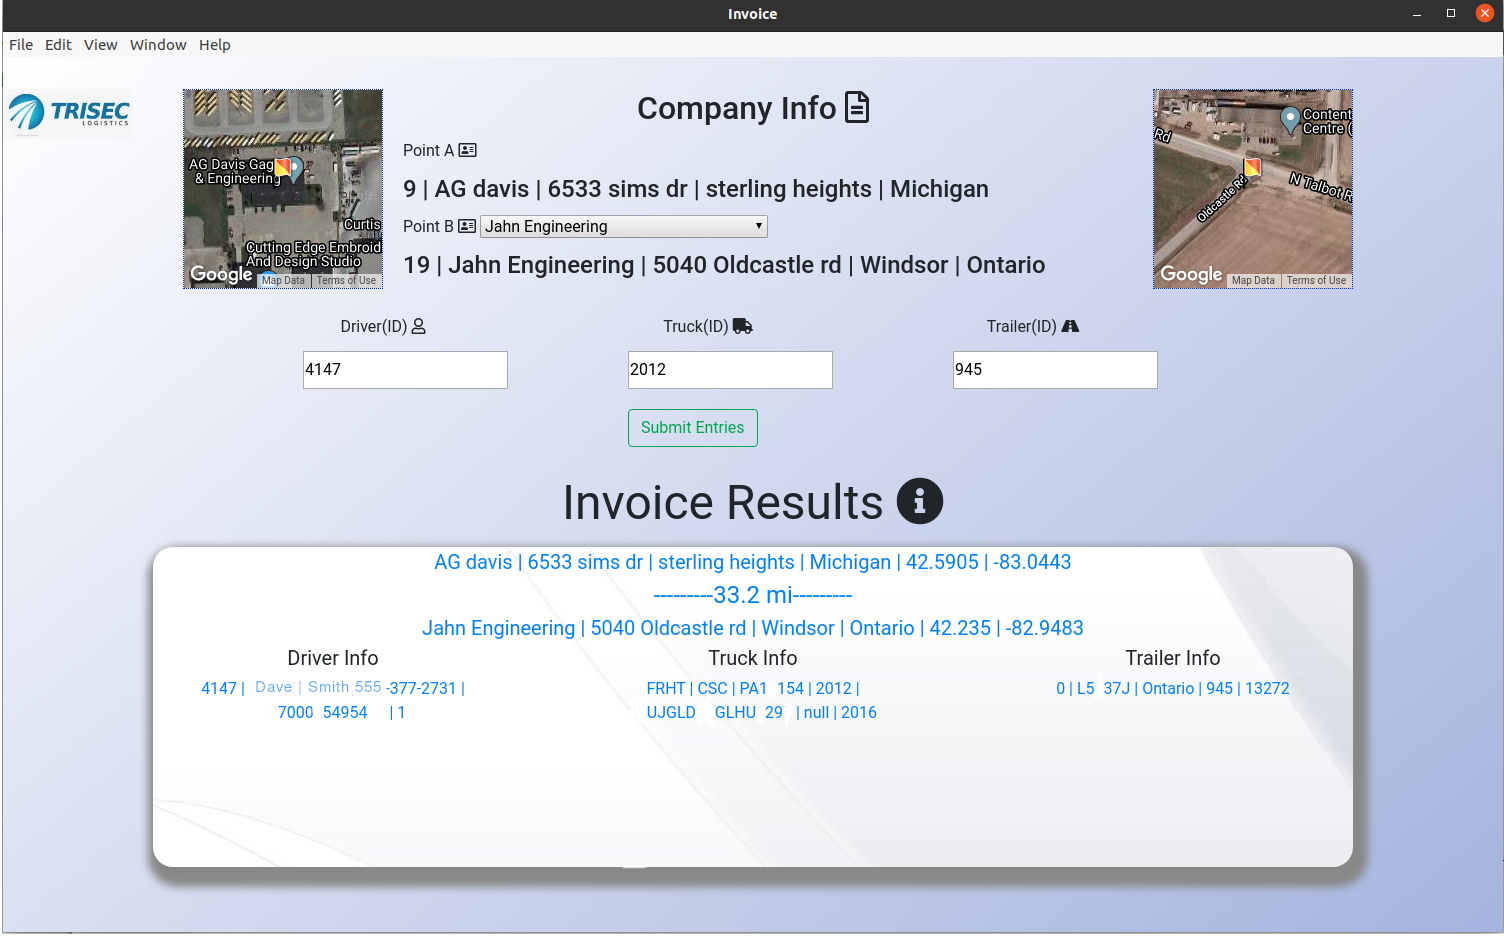 Invoice
File Edit View Window Help
TRISEC
LOGISTICS
AG Davis Gag
& Engineering
Curtis
Cutting Edge Embroid
And Design Studio
Google
Map Data Terms of Use
Company Info
Point A
9 | AG davis | 6533 sims dr | sterling heights | Michigan
Point B Jahn Engineering
19 | Jahn Engineering | 5040 Oldcastle rd | Windsor | Ontario
Content
Centre (
Rd
Oldcastle Rd
N Talbot R
Google
Map Data Terms of Use
Driver(ID) Truck(ID) Trailer(ID)
4147 2012 945
Submit Entries
Invoice Results
AG davis | 6533 sims dr | sterling heights | Michigan | 42.5905 | -83.0443
---------33.2 mi---------
Jahn Engineering | 5040 Oldcastle rd | Windsor | Ontario | 42.235 | -82.9483
Driver Info
4147 | Dave | Smith 555 -377-2731 |
7000 54954 | 1
Truck Info
FRHT | CSC | PA1 154 | 2012 |
UJGLD GLHU 29 | null | 2016
Trailer Info
0 | L5 37J | Ontario | 945 | 13272